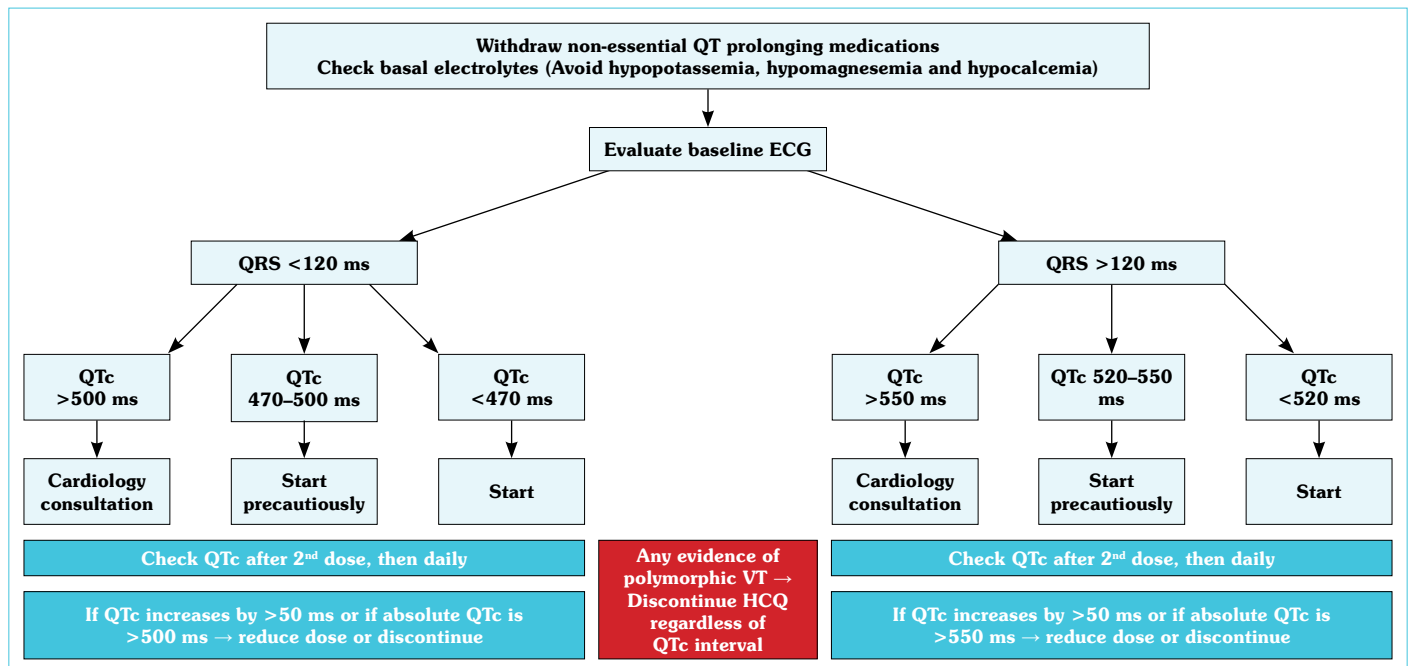 Withdraw non-essential QT prolonging medications
Check basal electrolytes (Avoid hypopotassemia, hypomagnesemia and hypocalcemia)
Evaluate baseline ECG
QRS <120 ms
QRS >120 ms
QTc
>500 ms
QTc
470–500 ms
QTc
<470 ms
QTc
>550 ms
QTc 520–550
ms
QTc
<520 ms
Cardiology
consultation
Start
precautiously
Start
Cardiology
consultation
Start
precautiously
Start
Check QTc after 2nd dose, then daily
If QTc increases by >50 ms or if absolute QTc is
>500 ms → reduce dose or discontinue
Any evidence of
polymorphic VT →
Discontinue HCQ
regardless of
QTc interval
Check QTc after 2nd dose, then daily
If QTc increases by >50 ms or if absolute QTc is
>550 ms → reduce dose or discontinue